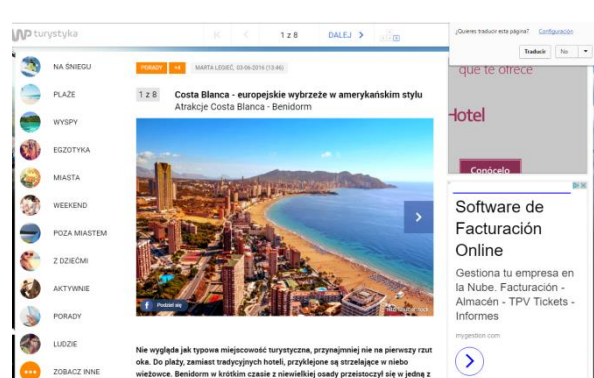 WP turystyka
1 z 8
DALEJ
¿Quieres traducir esta página? Configuración
Traducir No
NA ŚNIEGU
PLAŻE
WYSPY
EGZOTYKA
MIASTA
WEEKEND
POZA MIASTEM
Z DZIEĆMI
AKTYWNIE
PORADY
LUDZIE
ZOBACZ INNE
PORADY +4 MARTA LEGIEĆ, 03-06-2016 (13:46)
1 z 8 Costa Blanca - europejskie wybrzeże w amerykańskim stylu
Atrakcje Costa Blanca - Benidorm
Podziel się
Nie wygląda jak typowa miejscowość turystyczna, przynajmniej nie na pierwszy rzut
oka. Do plaży, zamiast tradycyjnych hoteli, przyklejone są strzelające w niebo
wieżowce. Benidorm w krótkim czasie z niewielkiej osady przeistoczył się w jedną z
que te ofrece
Hotel
Conócelo
Software de
Facturación
Online
Gestiona tu empresa en
la Nube. Facturación -
Almacén - TPV Tickets -
Informes
mygestion.com